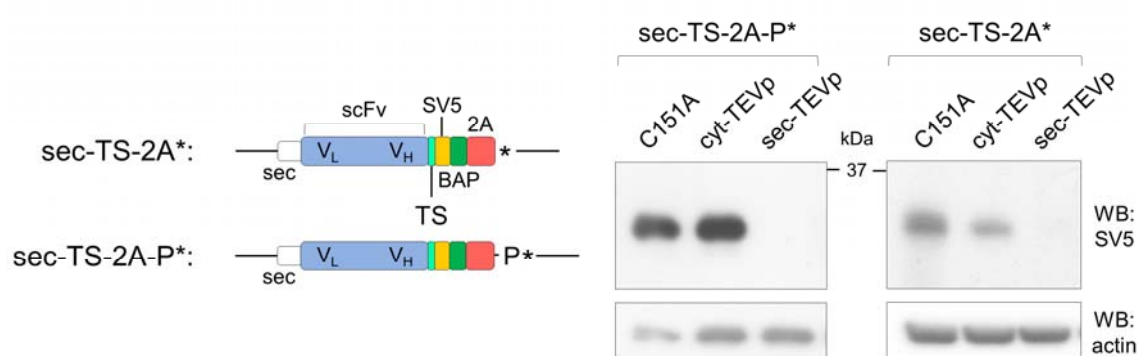 sec-TS-2A-P*
sec-TS-2A*
C151A
cyt-TEVp
sec-TEVp
kDa
C151A
cyt-TEVp
sec-TEVp
37
WB:
SV5
WB:
actin
scFv
SV5
2A
sec-TS-2A*:
VL
VH
*
sec
BAP
TS
sec-TS-2A-P*:
VL
VH
P*
sec